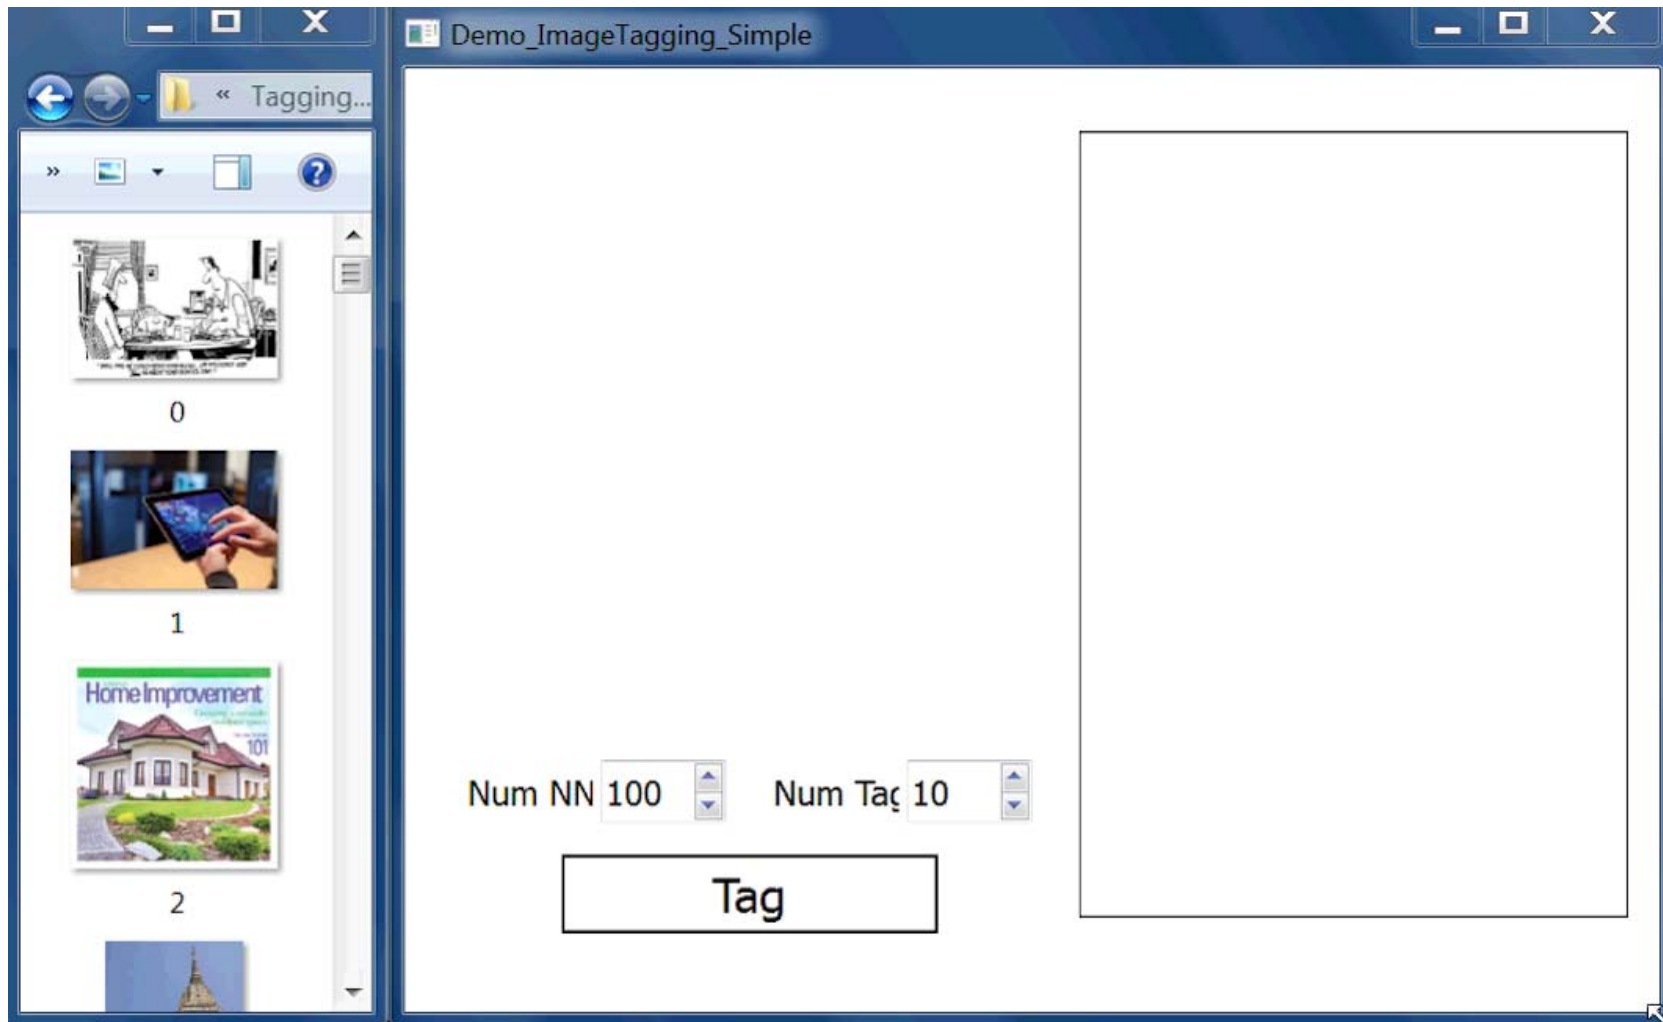 Demo_ImageTagging_Simple
« Tagging...
»
0
1
Home Improvement
101
2
Num NN 100
Num Tag 10
Tag